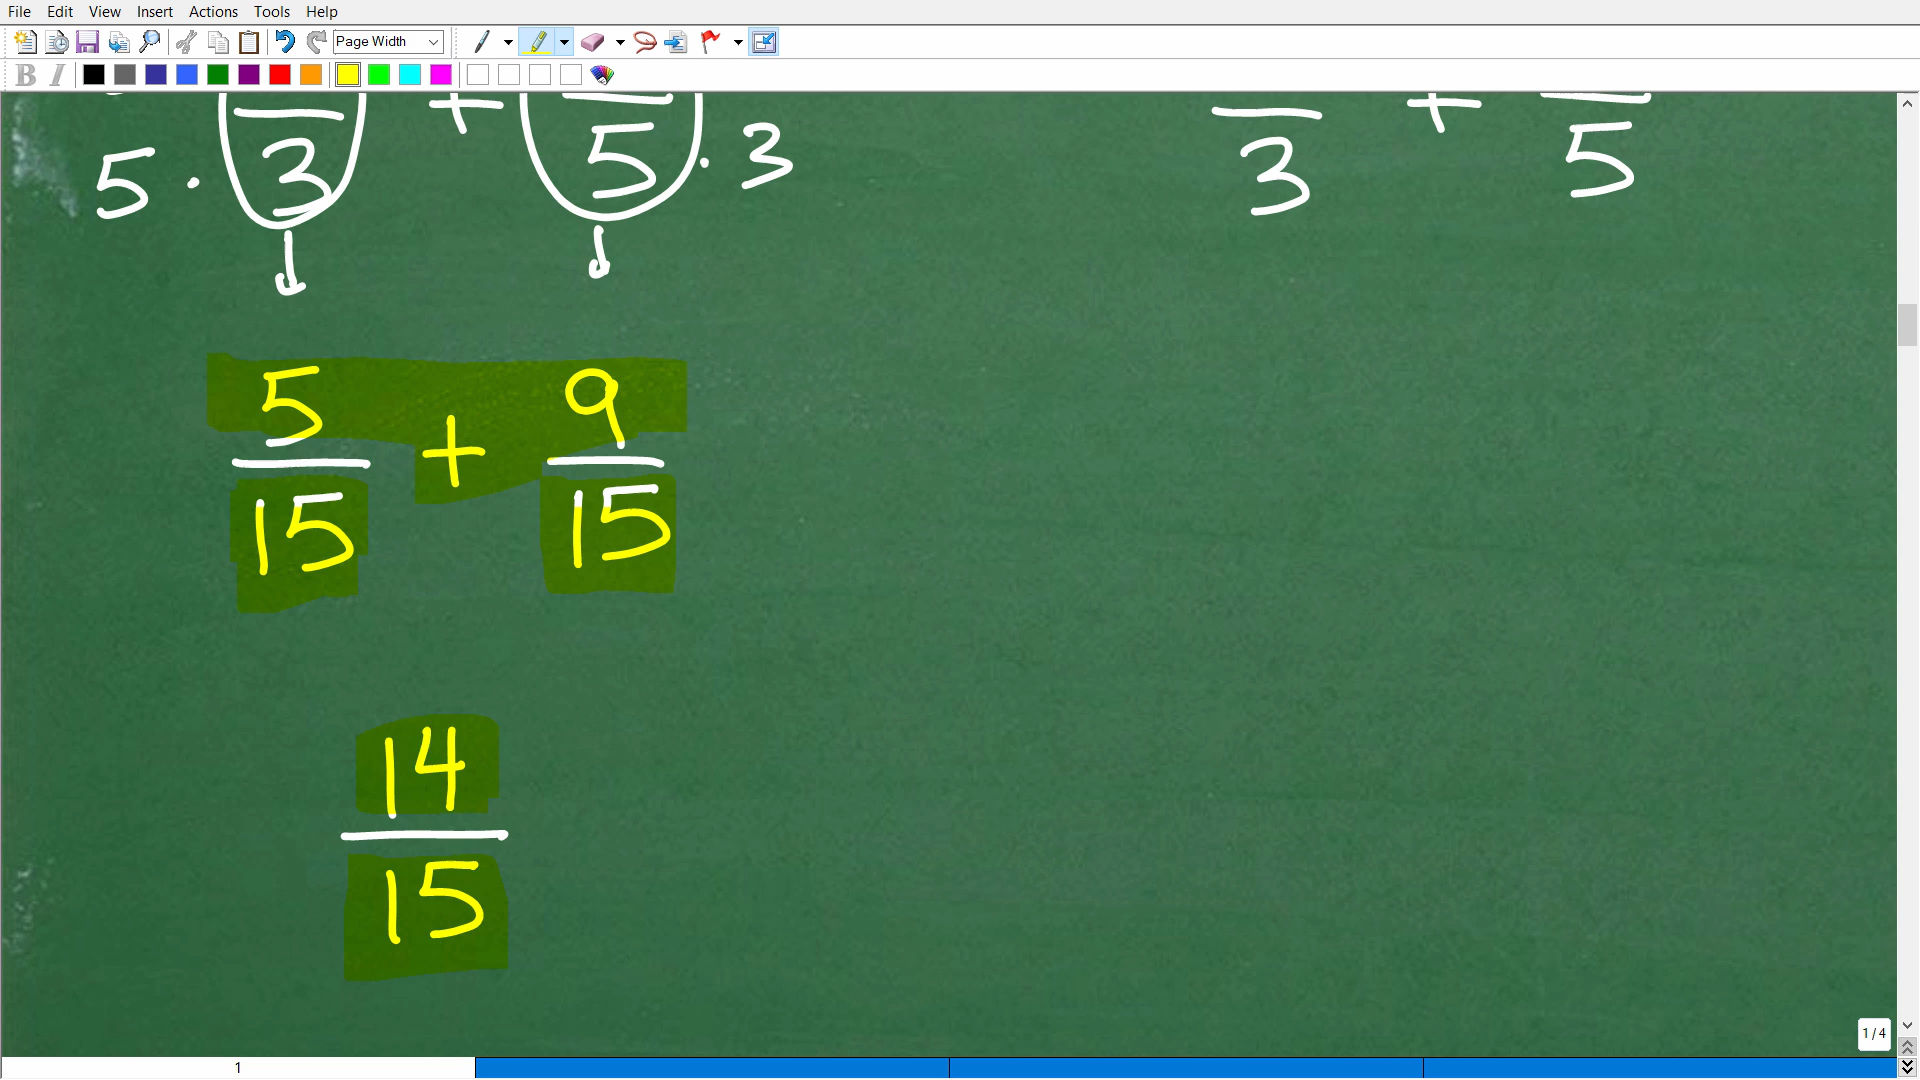 File Edit View Insert Actions Tools Help
Page Width
B I
+ +
5 · 3 5 · 3 3 5
5 + 9
15 15
14
15
1 / 4
1